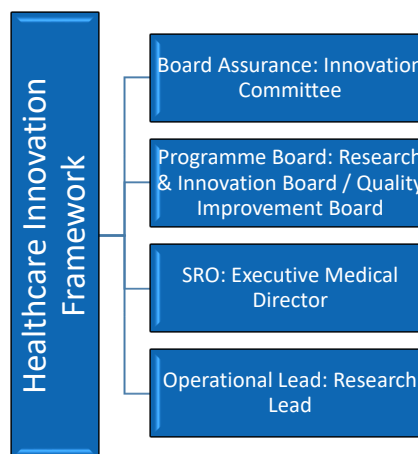 Healthcare Innovation
Framework
Board Assurance: Innovation
Committee
Programme Board: Research
& Innovation Board / Quality
Improvement Board
SRO: Executive Medical
Director
Operational Lead: Research
Lead